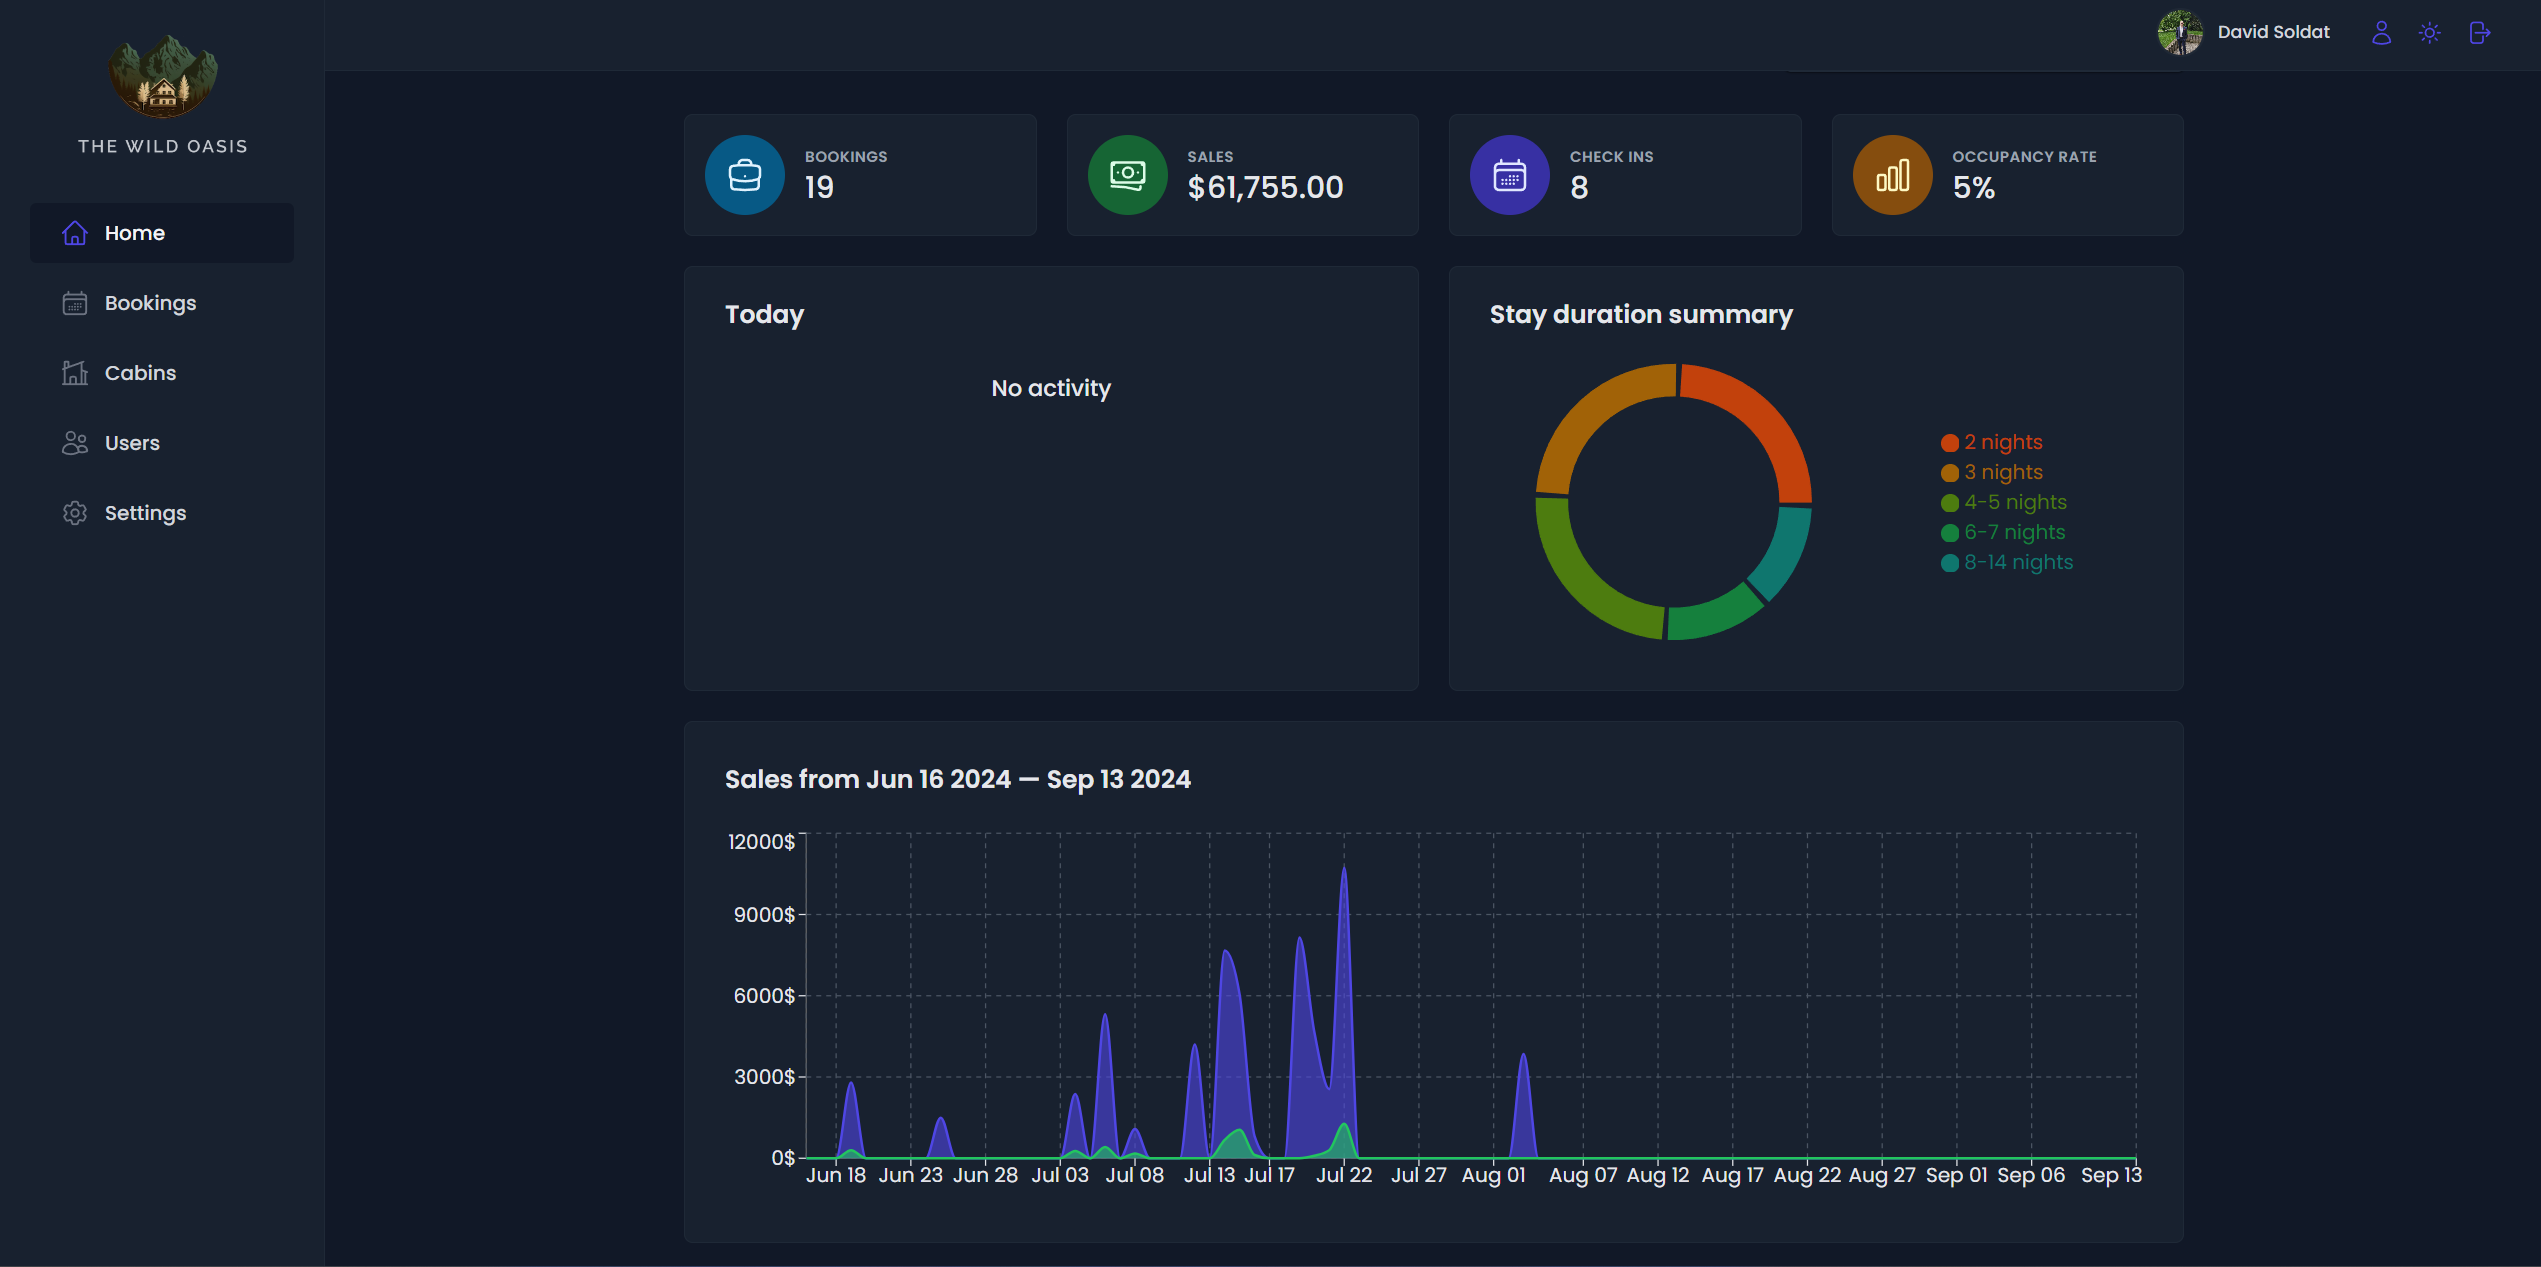 David Soldat
THE WILD OASIS
Home
Bookings
Cabins
Users
Settings
BOOKINGS
19
SALES
$61,755.00
CHECK INS
8
OCCUPANCY RATE
5%
Today
No activity
Stay duration summary
2 nights
3 nights
4-5 nights
6-7 nights
8-14 nights
Sales from Jun 16 2024 — Sep 13 2024
12000$
9000$
6000$
3000$
0$
Jun 18 Jun 23 Jun 28 Jul 03 Jul 08 Jul 13 Jul 17 Jul 22 Jul 27 Aug 01 Aug 07 Aug 12 Aug 17 Aug 22 Aug 27 Sep 01 Sep 06 Sep 13